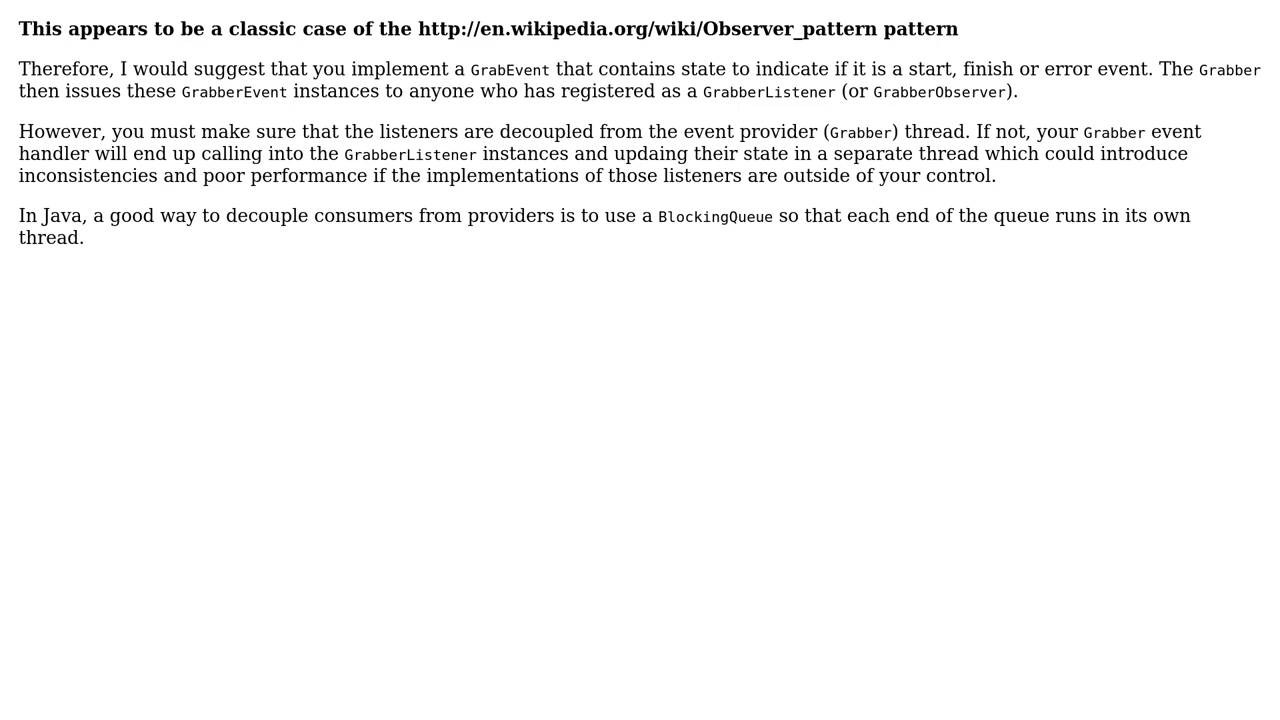 This appears to be a classic case of the http://en.wikipedia.org/wiki/Observer_pattern pattern
Therefore, I would suggest that you implement a GrabEvent that contains state to indicate if it is a start, finish or error event. The Grabber
then issues these GrabberEvent instances to anyone who has registered as a GrabberListener (or GrabberObserver).
However, you must make sure that the listeners are decoupled from the event provider (Grabber) thread. If not, your Grabber event
handler will end up calling into the GrabberListener instances and updaing their state in a separate thread which could introduce
inconsistencies and poor performance if the implementations of those listeners are outside of your control.
In Java, a good way to decouple consumers from providers is to use a BlockingQueue so that each end of the queue runs in its own
thread.